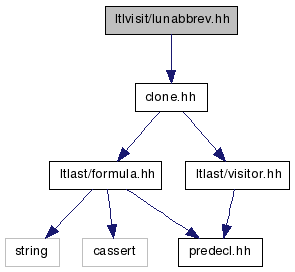 ltlvisit/lunabbrev.hh
clone.hh
ltlast/formula.hh
ltlast/visitor.hh
string
cassert
predecl.hh